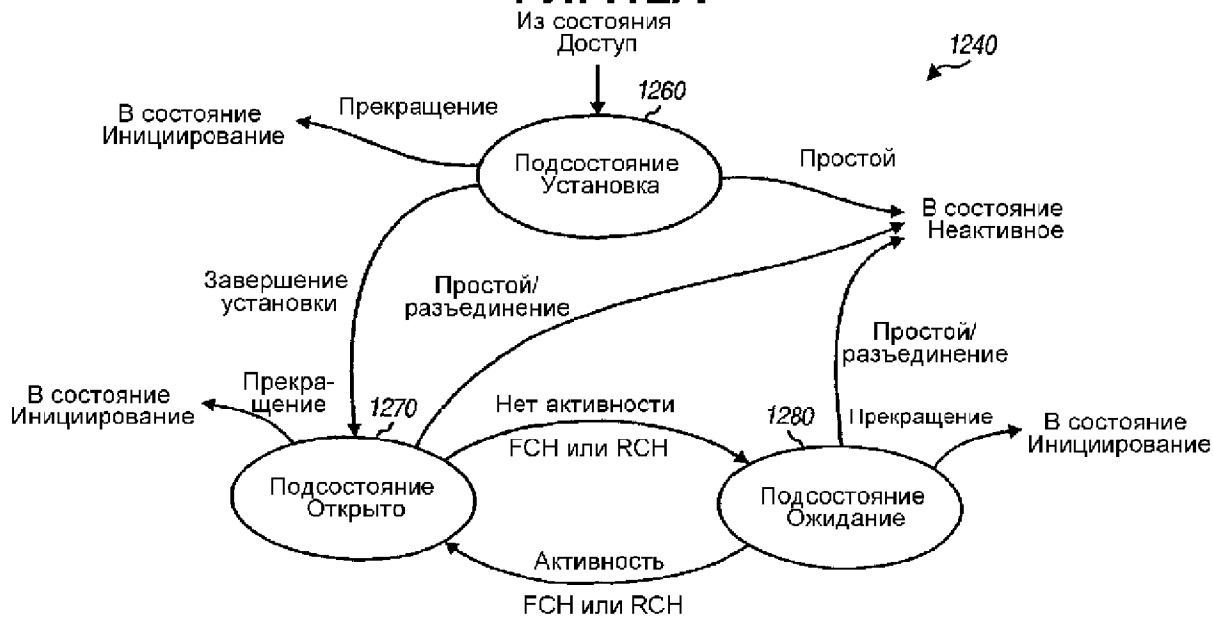 Из состояния
Доступ
1240
1260
Прекращение
В состояние
Инициирование
Подсостояние
Установка
Простой
В состояние
Неактивное
Завершение
установки
Простой/
разъединение
Простой/
разъединение
В состояние
Инициирование
Прекра-
щение
1270
Нет активности
FCH или RCH
1280
Прекращение
В состояние
Инициирование
Подсостояние
Открыто
Подсостояние
Ожидание
Активность
FCH или RCH